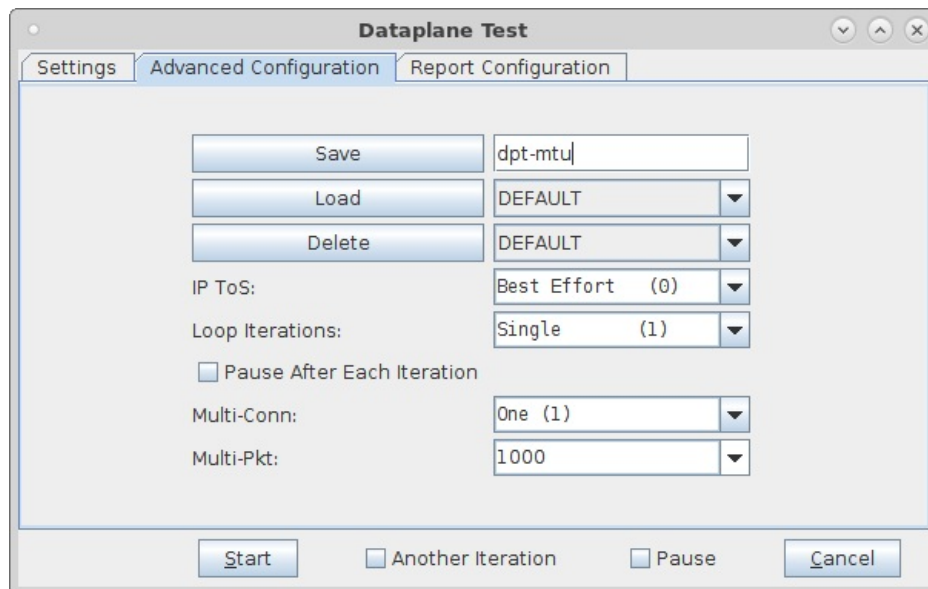 Dataplane Test
Settings Advanced Configuration Report Configuration
Save dpt-mtu
Load DEFAULT
Delete DEFAULT
IP ToS: Best Effort (0)
Loop Iterations: Single (1)
Pause After Each Iteration
Multi-Conn: One (1)
Multi-Pkt: 1000
Start Another Iteration Pause Cancel